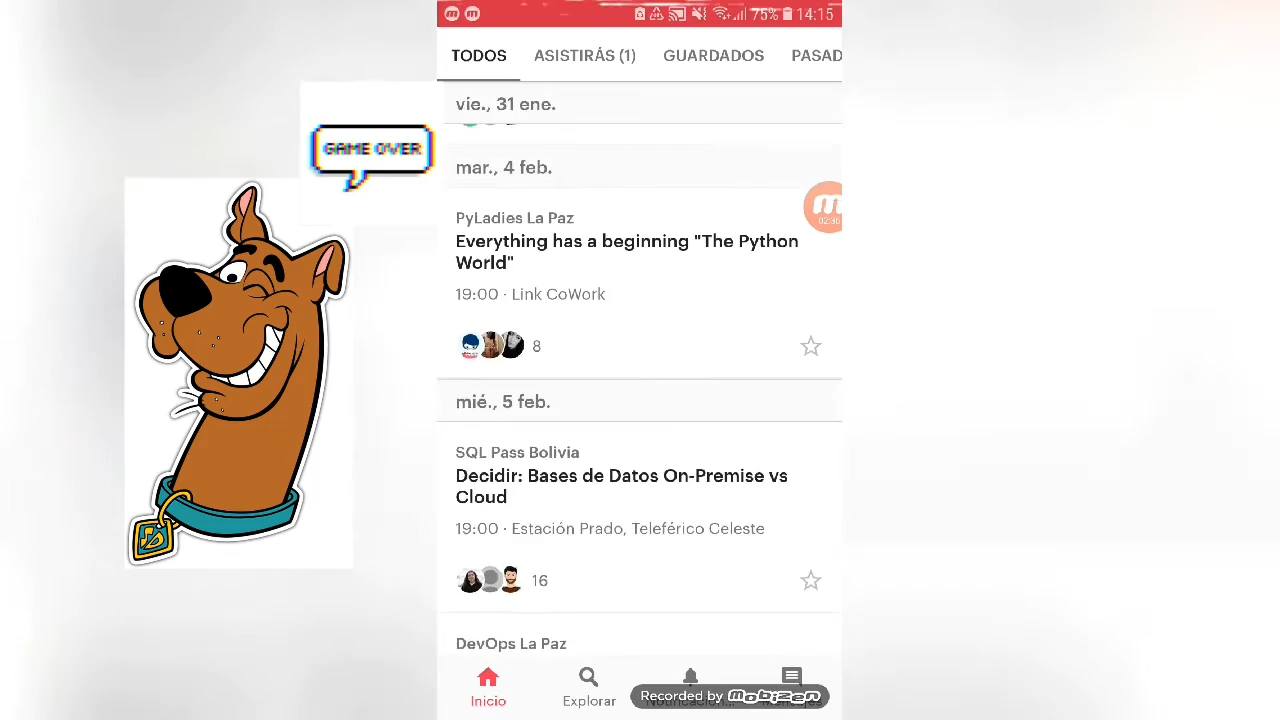 75% 14:15
TODOS ASISTIRÁS (1) GUARDADOS PASAD
vie., 31 ene.
GAME OVER
mar., 4 feb.
PyLadies La Paz
02:36
Everything has a beginning "The Python
World"
19:00 · Link CoWork
8
mié., 5 feb.
SQL Pass Bolivia
Decidir: Bases de Datos On-Premise vs
Cloud
19:00 · Estación Prado, Teleférico Celeste
16
DevOps La Paz
Recorded by mobizen
Inicio Explorar